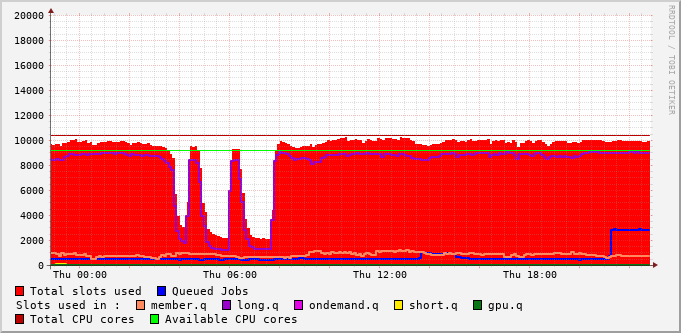 20000
18000
16000
14000
12000
10000
8000
6000
4000
2000
0
Thu 00:00 Thu 06:00 Thu 12:00 Thu 18:00
Total slots used Queued Jobs
Slots used in : member.q long.q ondemand.q short.q gpu.q
Total CPU cores Available CPU cores
RRDTOOL / TOBI OETIKER